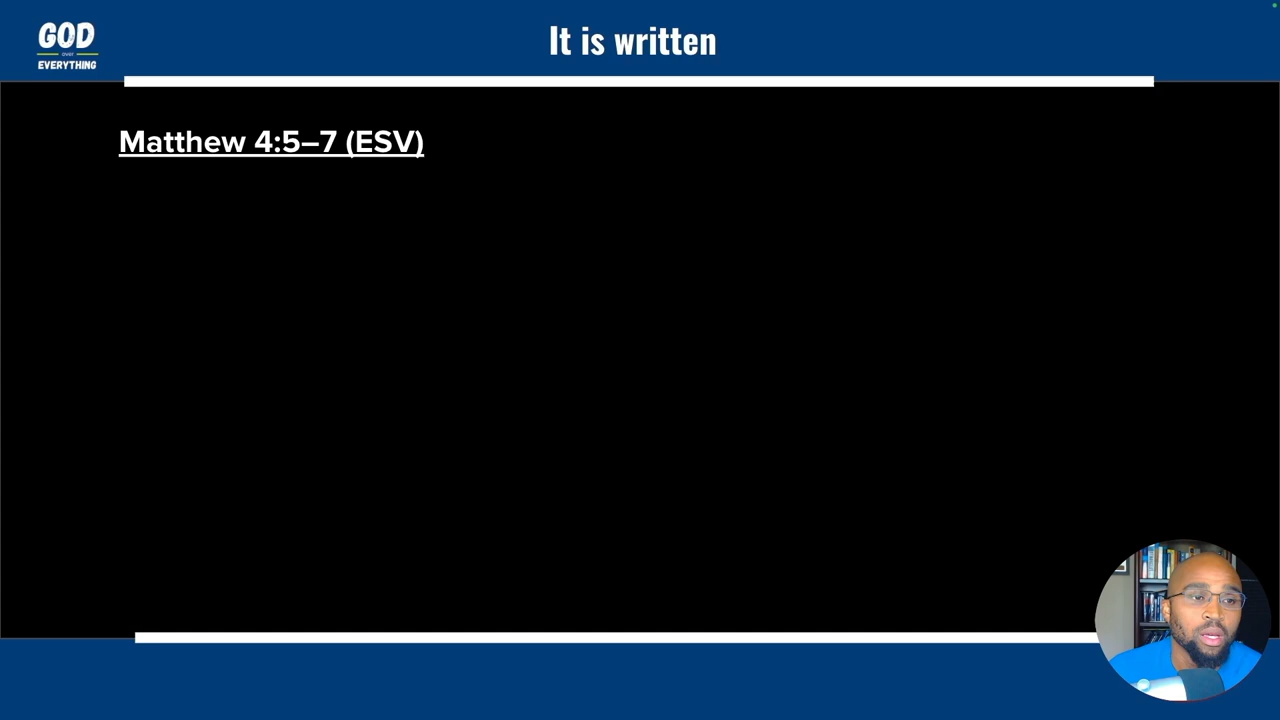 GOD
over
EVERYTHING
It is written
Matthew 4:5–7 (ESV)